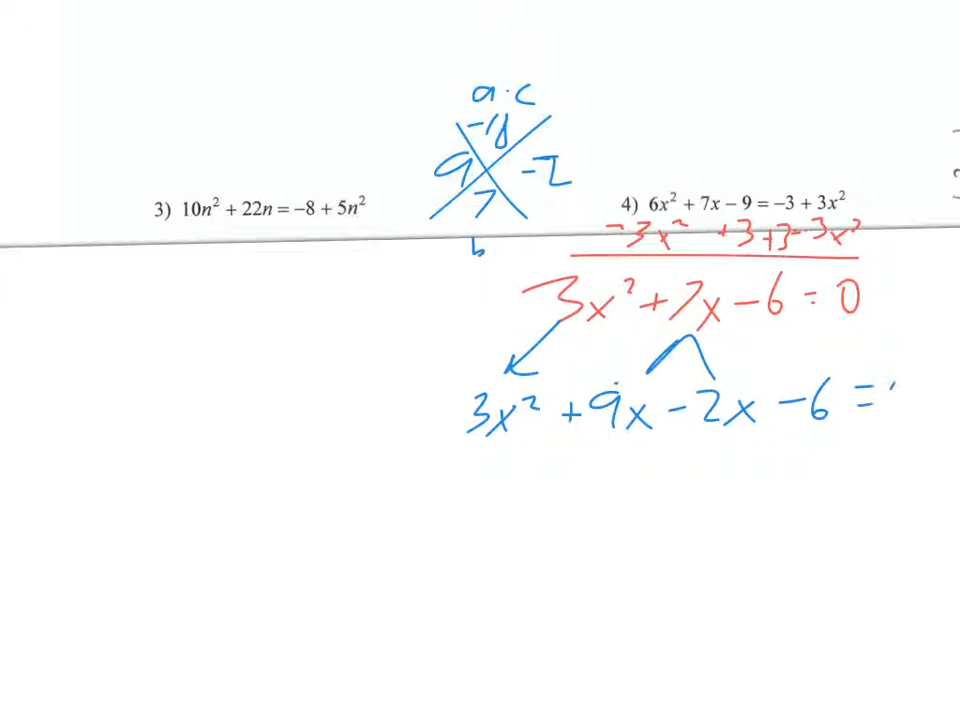 a·c
9 -2
7
3) 10n² + 22n = −8 + 5n²
4) 6x² + 7x − 9 = −3 + 3x²
b
-3x² +3 +3 -3x²
3x² + 7x - 6 = 0
3x² + 9x - 2x - 6 =